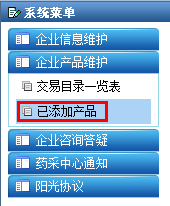 系统菜单
企业信息维护
企业产品维护
交易目录一览表
已添加产品
企业咨询答疑
药采中心通知
阳光协议